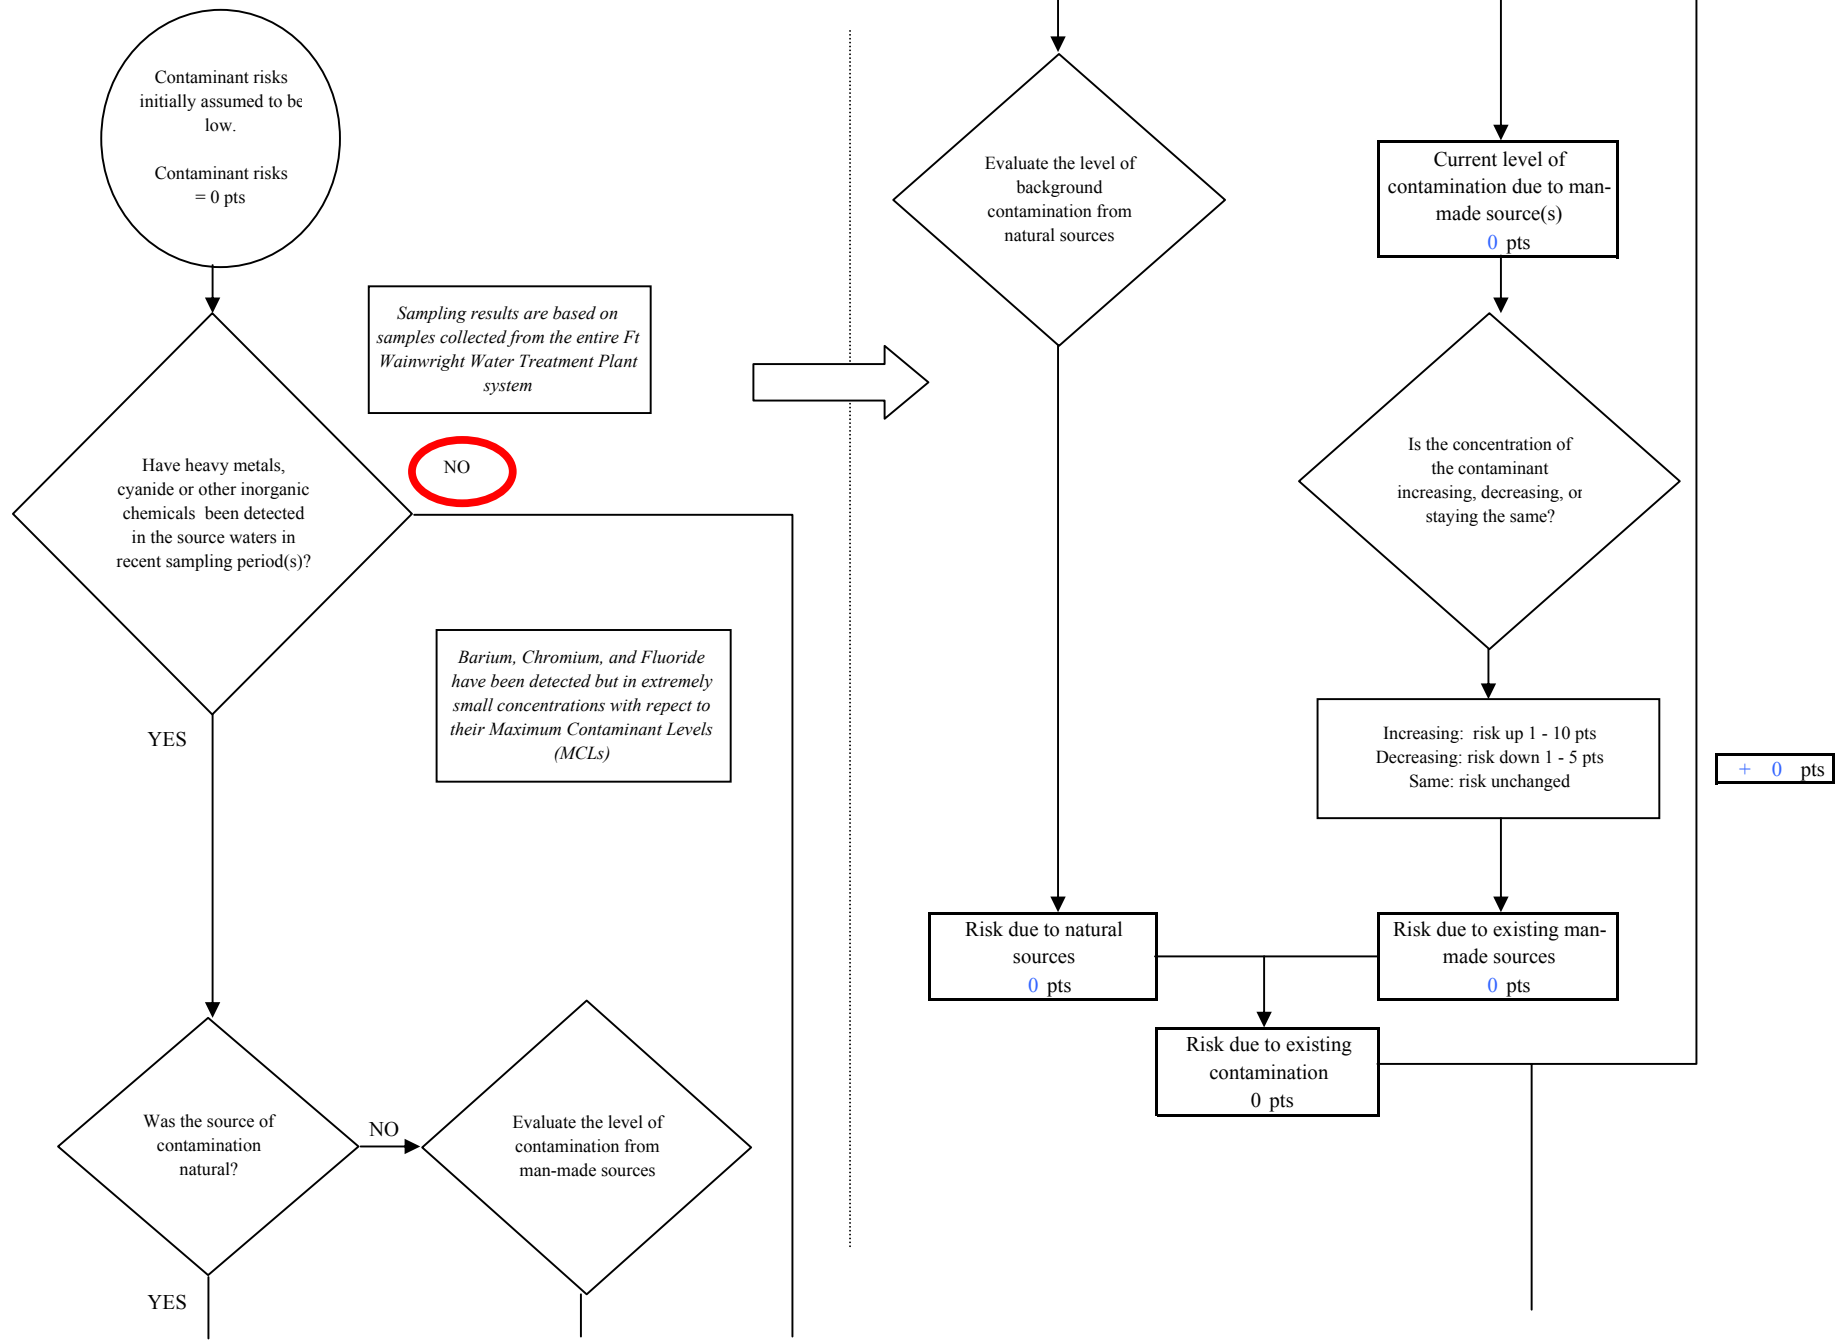 Contaminant risks
initially assumed to be
low.
Contaminant risks
= 0 pts
Sampling results are based on
samples collected from the entire Ft
Wainwright Water Treatment Plant
system
NO
Have heavy metals,
cyanide or other inorganic
chemicals been detected
in the source waters in
recent sampling period(s)?
Barium, Chromium, and Fluoride
have been detected but in extremely
small concentrations with repect to
their Maximum Contaminant Levels
(MCLs)
YES
Was the source of
contamination
natural?
NO
Evaluate the level of
contamination from
man-made sources
YES
Evaluate the level of
background
contamination from
natural sources
Current level of
contamination due to man-
made source(s)
0 pts
Is the concentration of
the contaminant
increasing, decreasing, or
staying the same?
Increasing: risk up 1 - 10 pts
Decreasing: risk down 1 - 5 pts
Same: risk unchanged
+ 0 pts
Risk due to natural
sources
0 pts
Risk due to existing man-
made sources
0 pts
Risk due to existing
contamination
0 pts